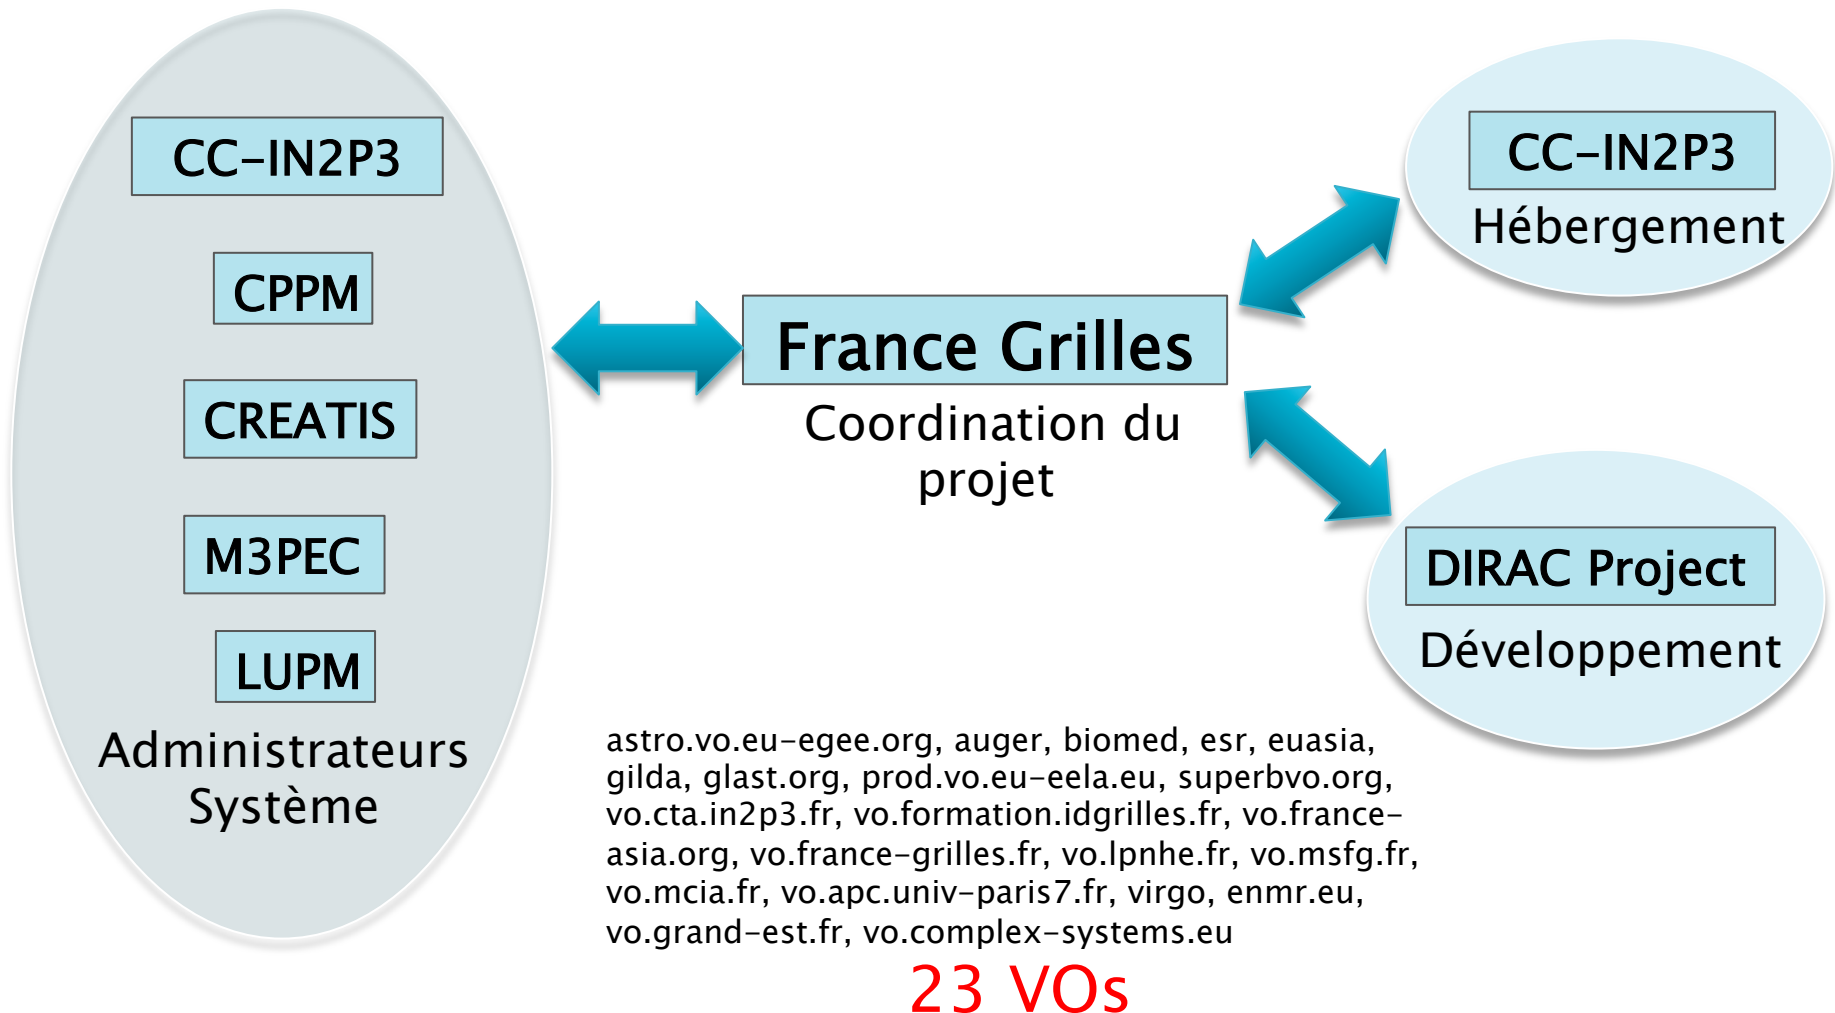 CC-IN2P3
CPPM
CREATIS
M3PEC
LUPM
Administrateurs
Système
France Grilles
Coordination du
projet
CC-IN2P3
Hébergement
DIRAC Project
Développement
astro.vo.eu-egee.org, auger, biomed, esr, euasia,
gilda, glast.org, prod.vo.eu-eela.eu, superbvo.org,
vo.cta.in2p3.fr, vo.formation.idgrilles.fr, vo.france-
asia.org, vo.france-grilles.fr, vo.lpnhe.fr, vo.msfg.fr,
vo.mcia.fr, vo.apc.univ-paris7.fr, virgo, enmr.eu,
vo.grand-est.fr, vo.complex-systems.eu
23 VOs